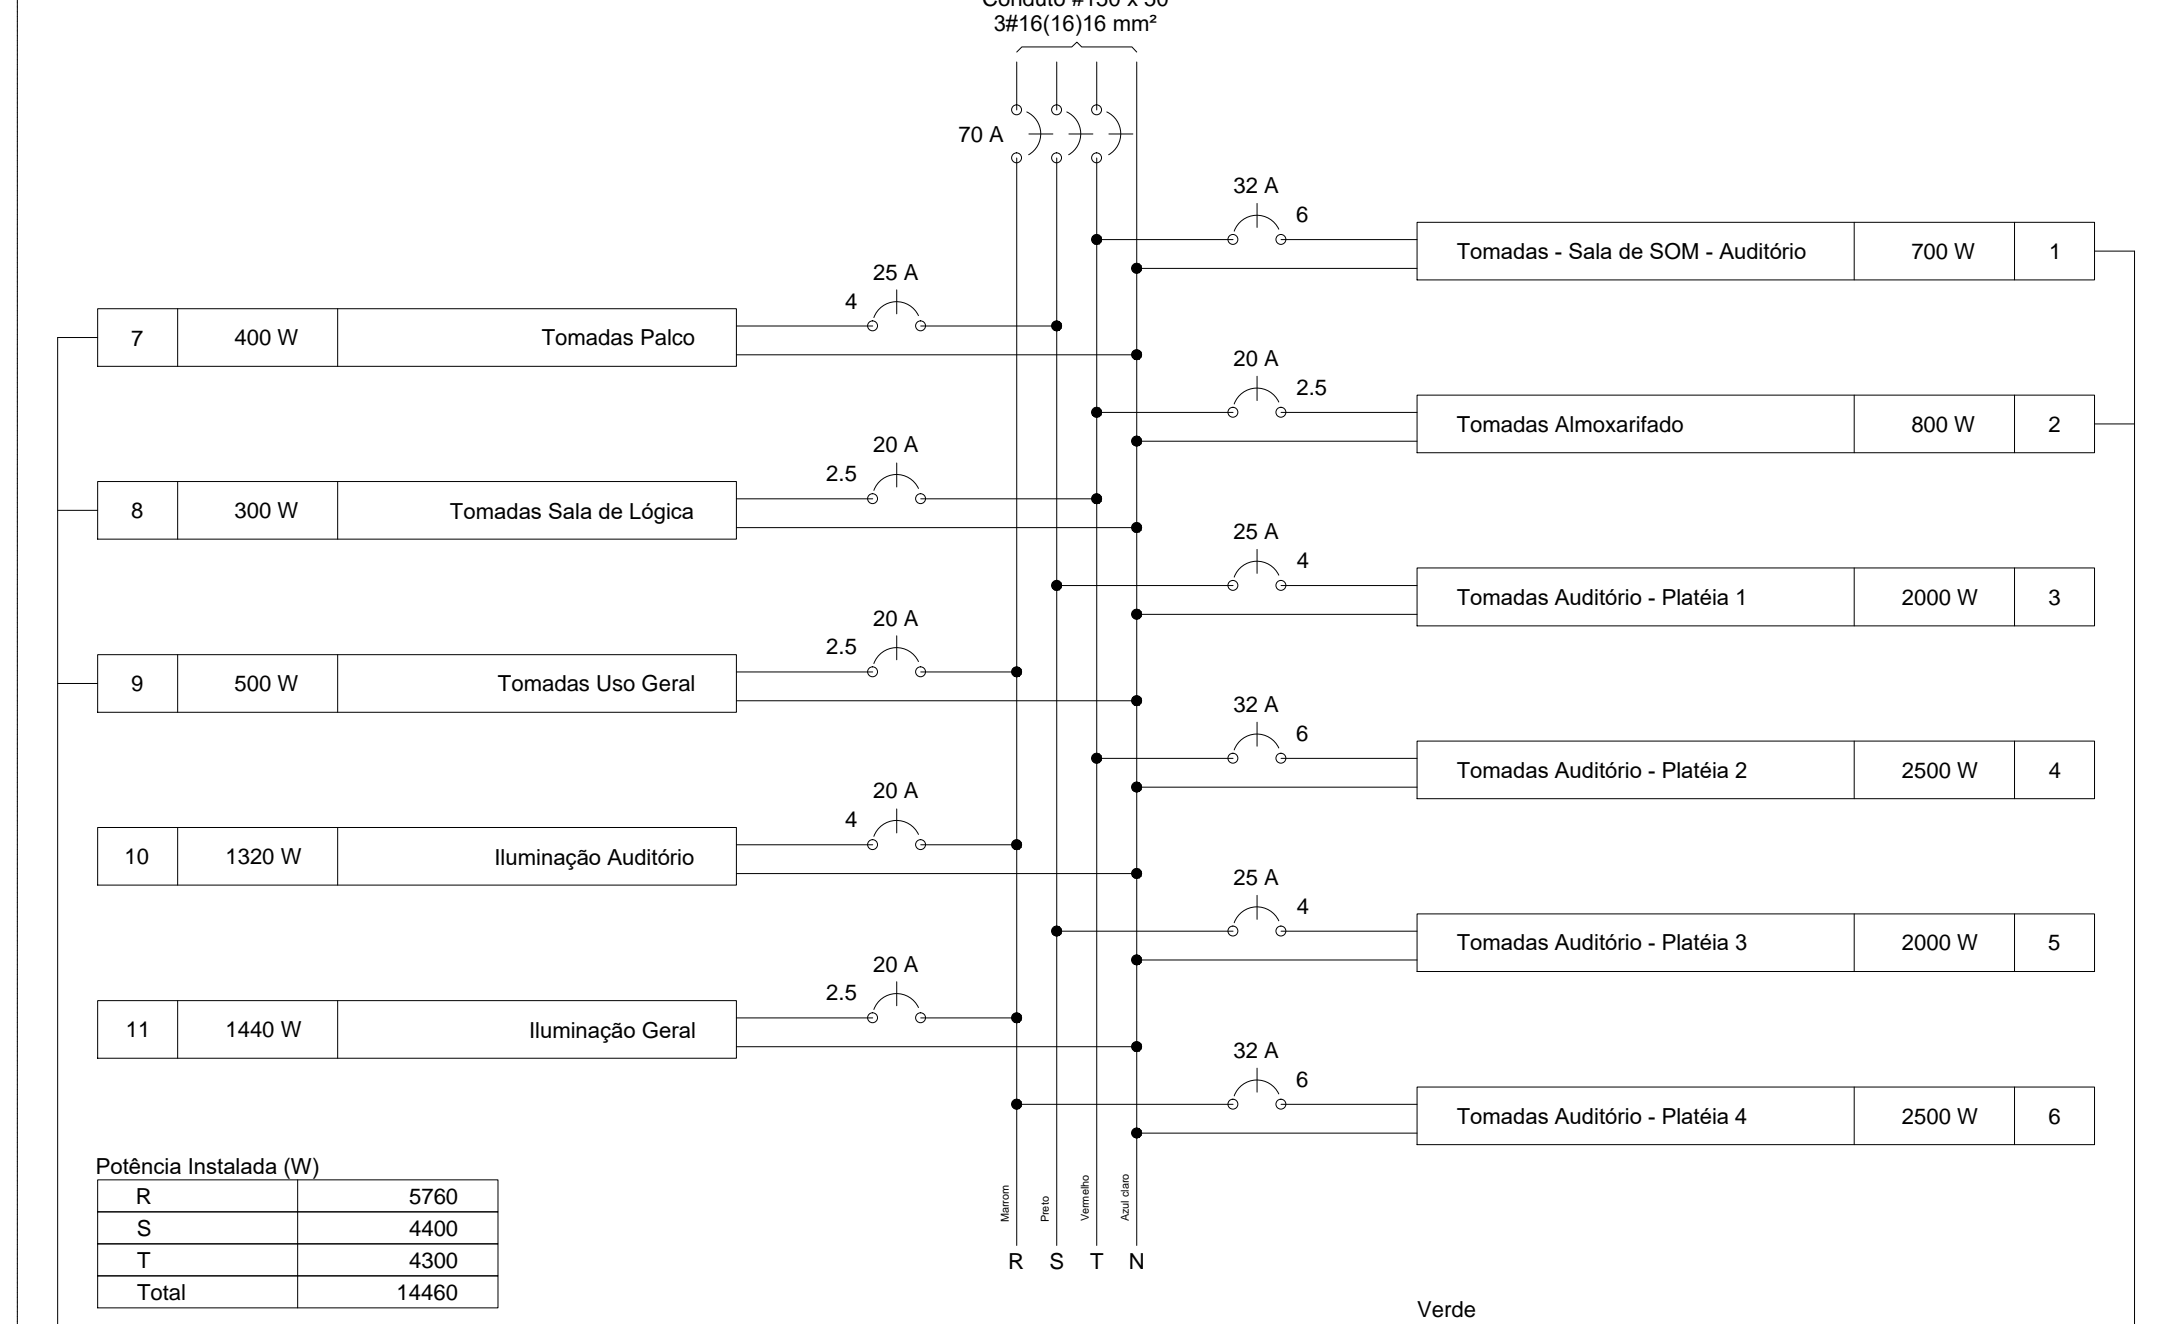 Conduto #150 x 50
3#16(16)16 mm²
70 A
32 A
6
Tomadas - Sala de SOM - Auditório 700 W 1
25 A
4
7 400 W Tomadas Palco
20 A
2.5
Tomadas Almoxarifado 800 W 2
20 A
2.5
8 300 W Tomadas Sala de Lógica
25 A
4
Tomadas Auditório - Platéia 1 2000 W 3
20 A
2.5
9 500 W Tomadas Uso Geral
32 A
6
Tomadas Auditório - Platéia 2 2500 W 4
20 A
4
10 1320 W Iluminação Auditório
25 A
4
Tomadas Auditório - Platéia 3 2000 W 5
20 A
2.5
11 1440 W Iluminação Geral
32 A
6
Tomadas Auditório - Platéia 4 2500 W 6
Potência Instalada (W)
R 5760
S 4400
T 4300
Total 14460
Marrom
Preto
Vermelho
Azul claro
R S T N
Verde